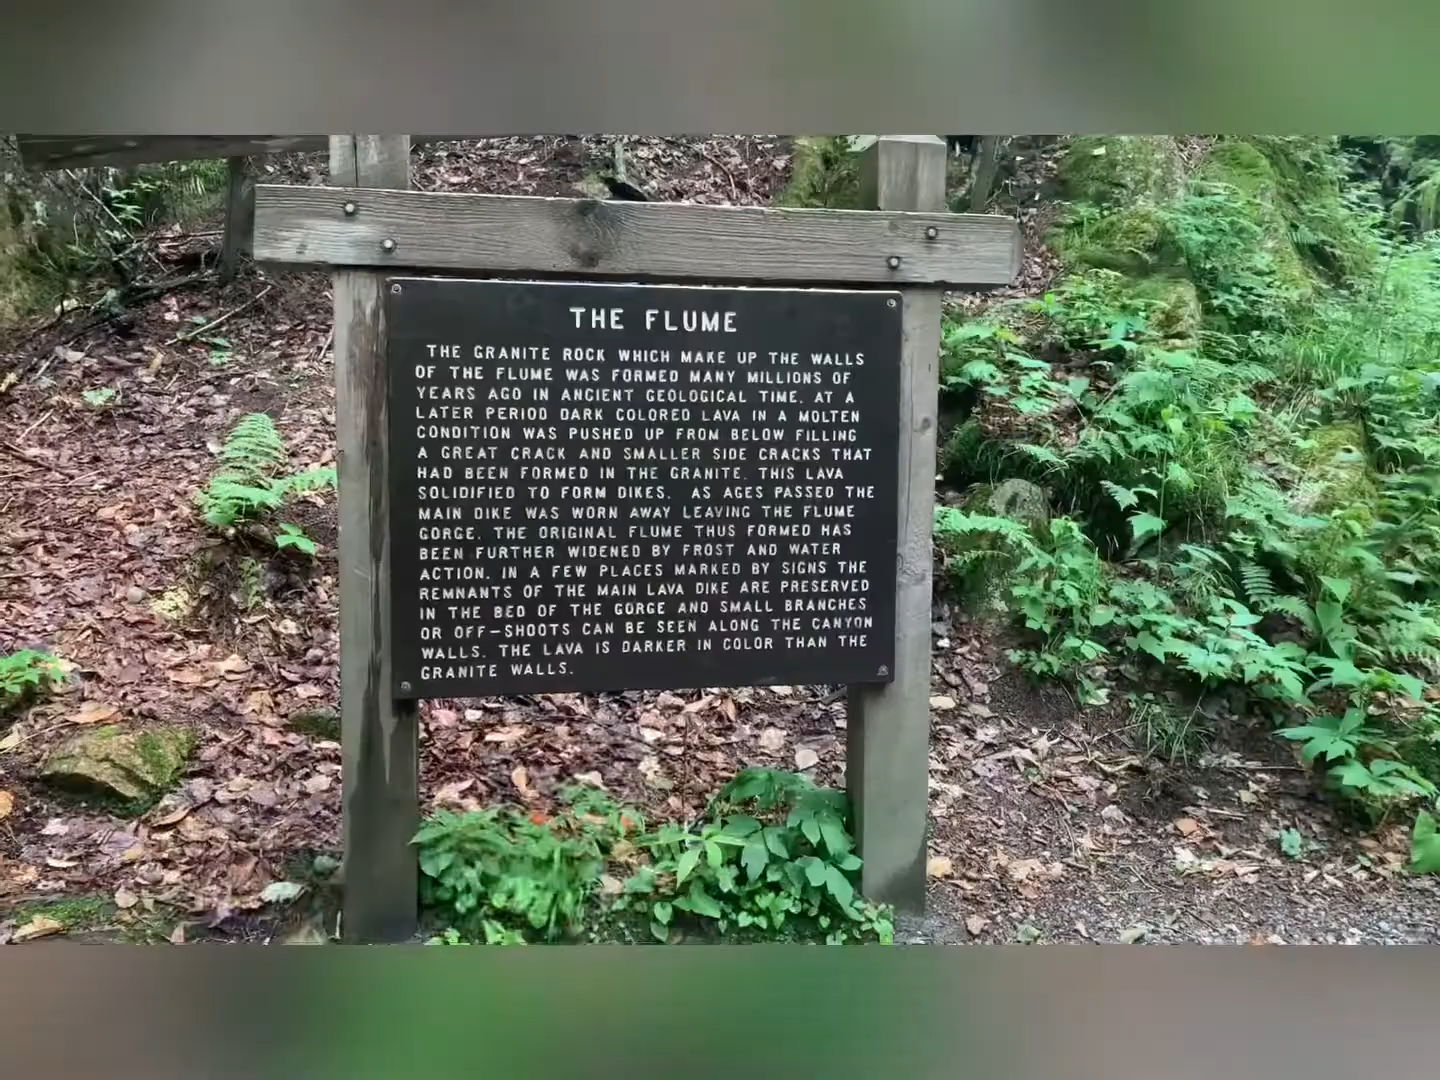 THE FLUME
THE GRANITE ROCK WHICH MAKE UP THE WALLS
OF THE FLUME WAS FORMED MANY MILLIONS OF
YEARS AGO IN ANCIENT GEOLOGICAL TIME. AT A
LATER PERIOD DARK COLORED LAVA IN A MOLTEN
CONDITION WAS PUSHED UP FROM BELOW FILLING
A GREAT CRACK AND SMALLER SIDE CRACKS THAT
HAD BEEN FORMED IN THE GRANITE. THIS LAVA
SOLIDIFIED TO FORM DIKES. AS AGES PASSED THE
MAIN DIKE WAS WORN AWAY LEAVING THE FLUME
GORGE. THE ORIGINAL FLUME THUS FORMED HAS
BEEN FURTHER WIDENED BY FROST AND WATER
ACTION. IN A FEW PLACES MARKED BY SIGNS THE
REMNANTS OF THE MAIN LAVA DIKE ARE PRESERVED
IN THE BED OF THE GORGE AND SMALL BRANCHES
OR OFF-SHOOTS CAN BE SEEN ALONG THE CANYON
WALLS. THE LAVA IS DARKER IN COLOR THAN THE
GRANITE WALLS.